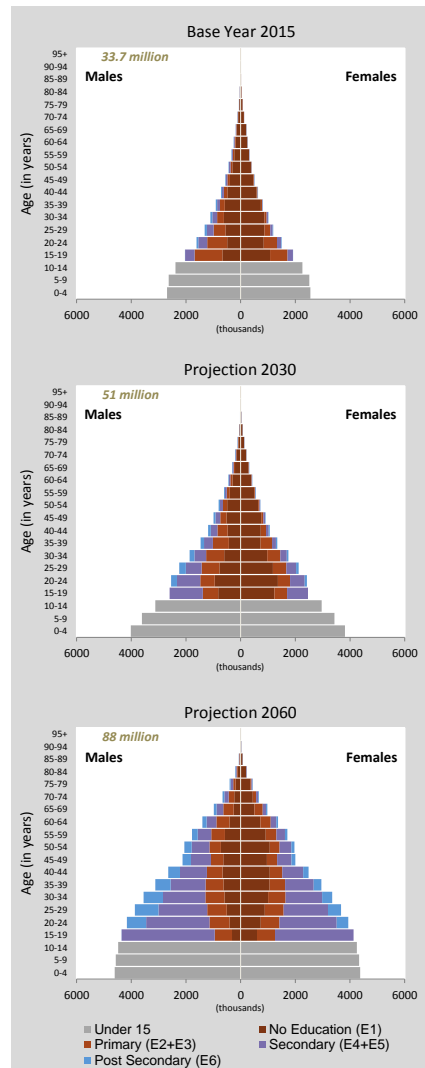 Base Year 2015
33.7 million
Males Females
Age (in years)
95+
90-94
85-89
80-84
75-79
70-74
65-69
60-64
55-59
50-54
45-49
40-44
35-39
30-34
25-29
20-24
15-19
10-14
5-9
0-4
6000 4000 2000 0 2000 4000 6000
(thousands)
Projection 2030
51 million
Males Females
Age (in years)
95+
90-94
85-89
80-84
75-79
70-74
65-69
60-64
55-59
50-54
45-49
40-44
35-39
30-34
25-29
20-24
15-19
10-14
5-9
0-4
6000 4000 2000 0 2000 4000 6000
(thousands)
Projection 2060
88 million
Males Females
Age (in years)
95+
90-94
85-89
80-84
75-79
70-74
65-69
60-64
55-59
50-54
45-49
40-44
35-39
30-34
25-29
20-24
15-19
10-14
5-9
0-4
6000 4000 2000 0 2000 4000 6000
(thousands)
Under 15 No Education (E1)
Primary (E2+E3) Secondary (E4+E5)
Post Secondary (E6)